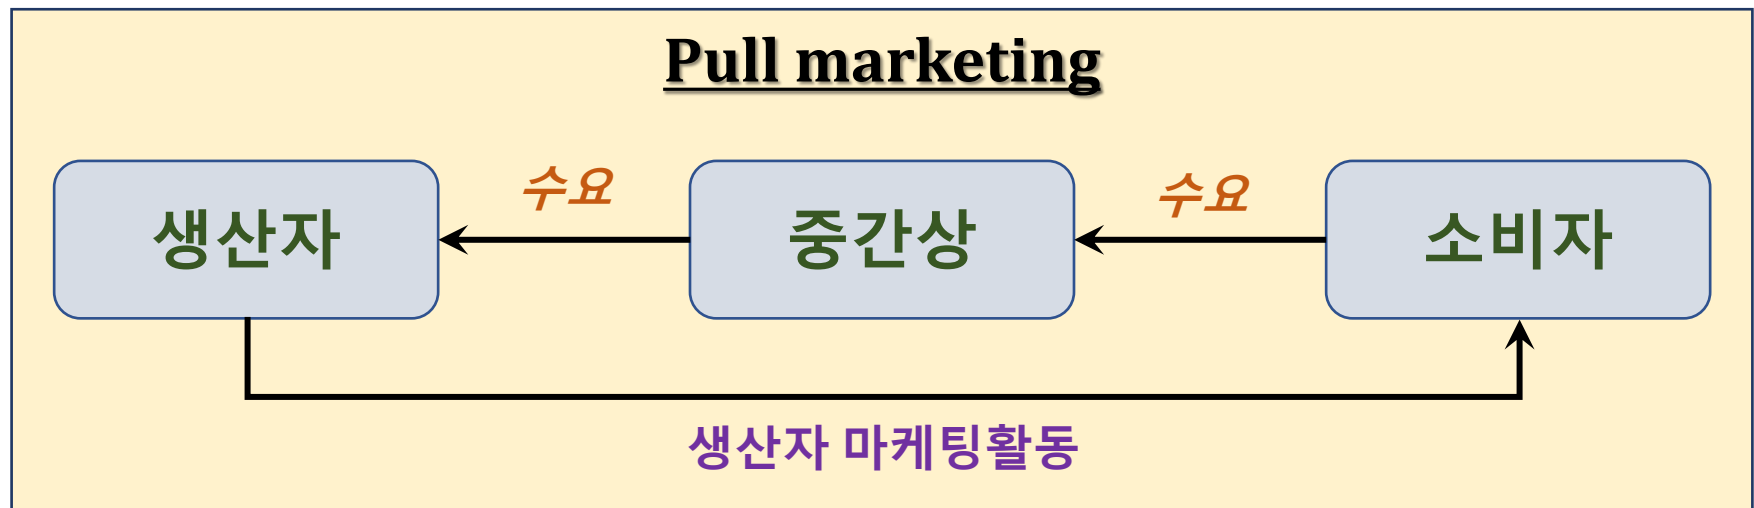 Pull marketing
수요
수요
생산자
중간상
소비자
생산자 마케팅활동